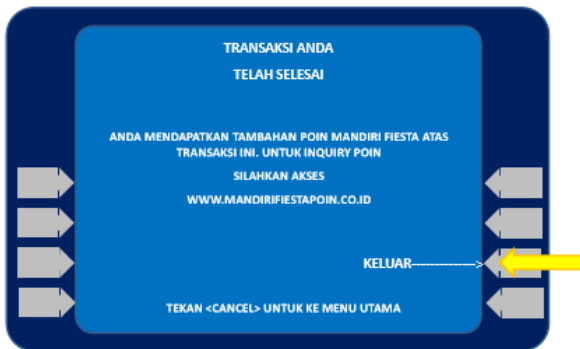 TRANSAKSI ANDA
TELAH SELESAI
ANDA MENDAPATKAN TAMBAHAN POIN MANDIRI FIESTA ATAS
TRANSAKSI INI. UNTUK INQUIRY POIN
SILAHKAN AKSES
WWW.MANDIRIFIESTAPOIN.CO.ID
KELUAR-------------->
TEKAN <CANCEL> UNTUK KE MENU UTAMA